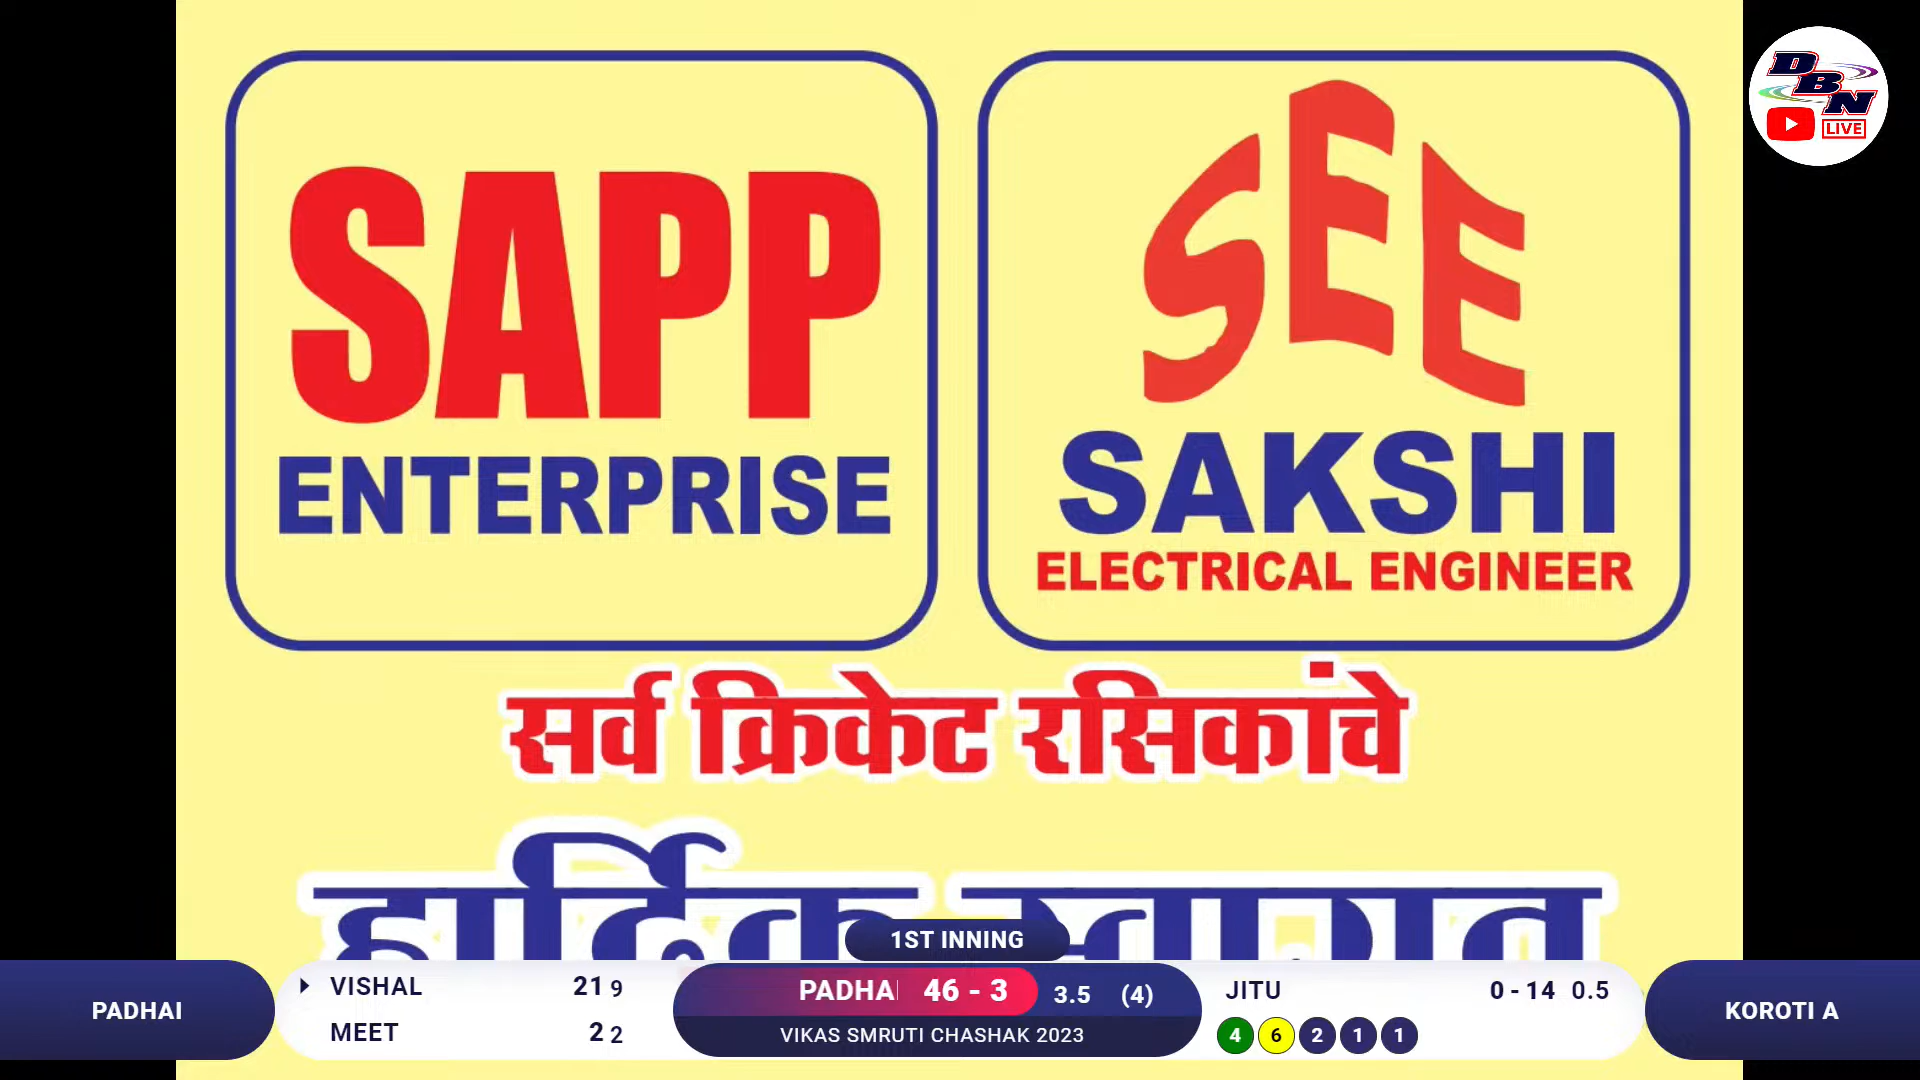 DBN
LIVE
SAPP
ENTERPRISE
SEE
SAKSHI
ELECTRICAL ENGINEER
सर्व क्रिकेट रसिकांचे
हार्दिक स्वागत
1ST INNING
PADHAI
VISHAL 21 9
MEET 2 2
PADHAI 46 - 3 3.5 (4)
VIKAS SMRUTI CHASHAK 2023
JITU 0 - 14 0.5
4 6 2 1 1
KOROTI A